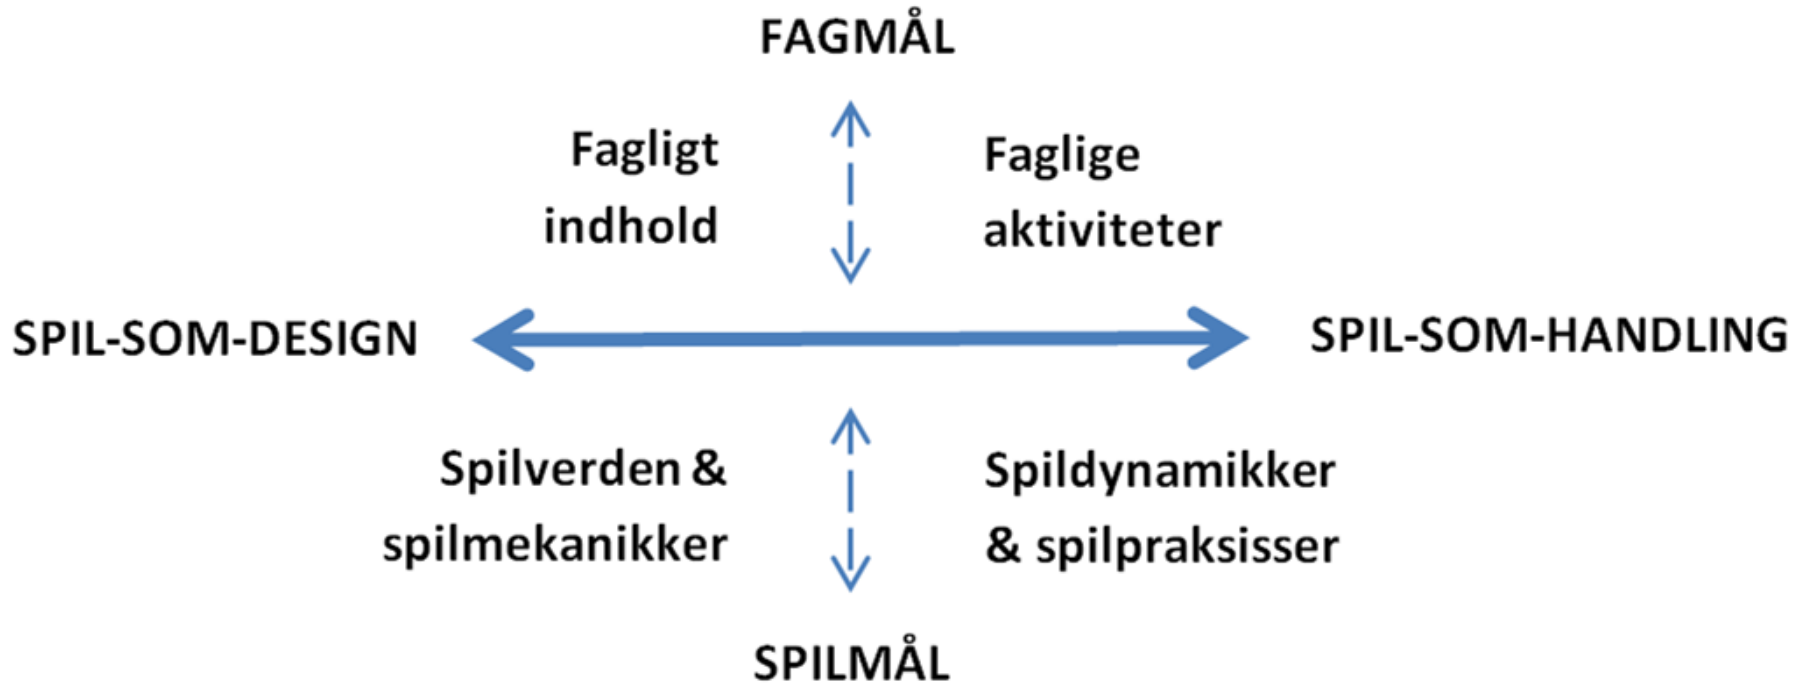 FAGMÅL
Fagligt
indhold
Faglige
aktiviteter
SPIL-SOM-DESIGN
SPIL-SOM-HANDLING
Spilverden &
spilmekanikker
Spildynamikker
& spilpraksisser
SPILMÅL